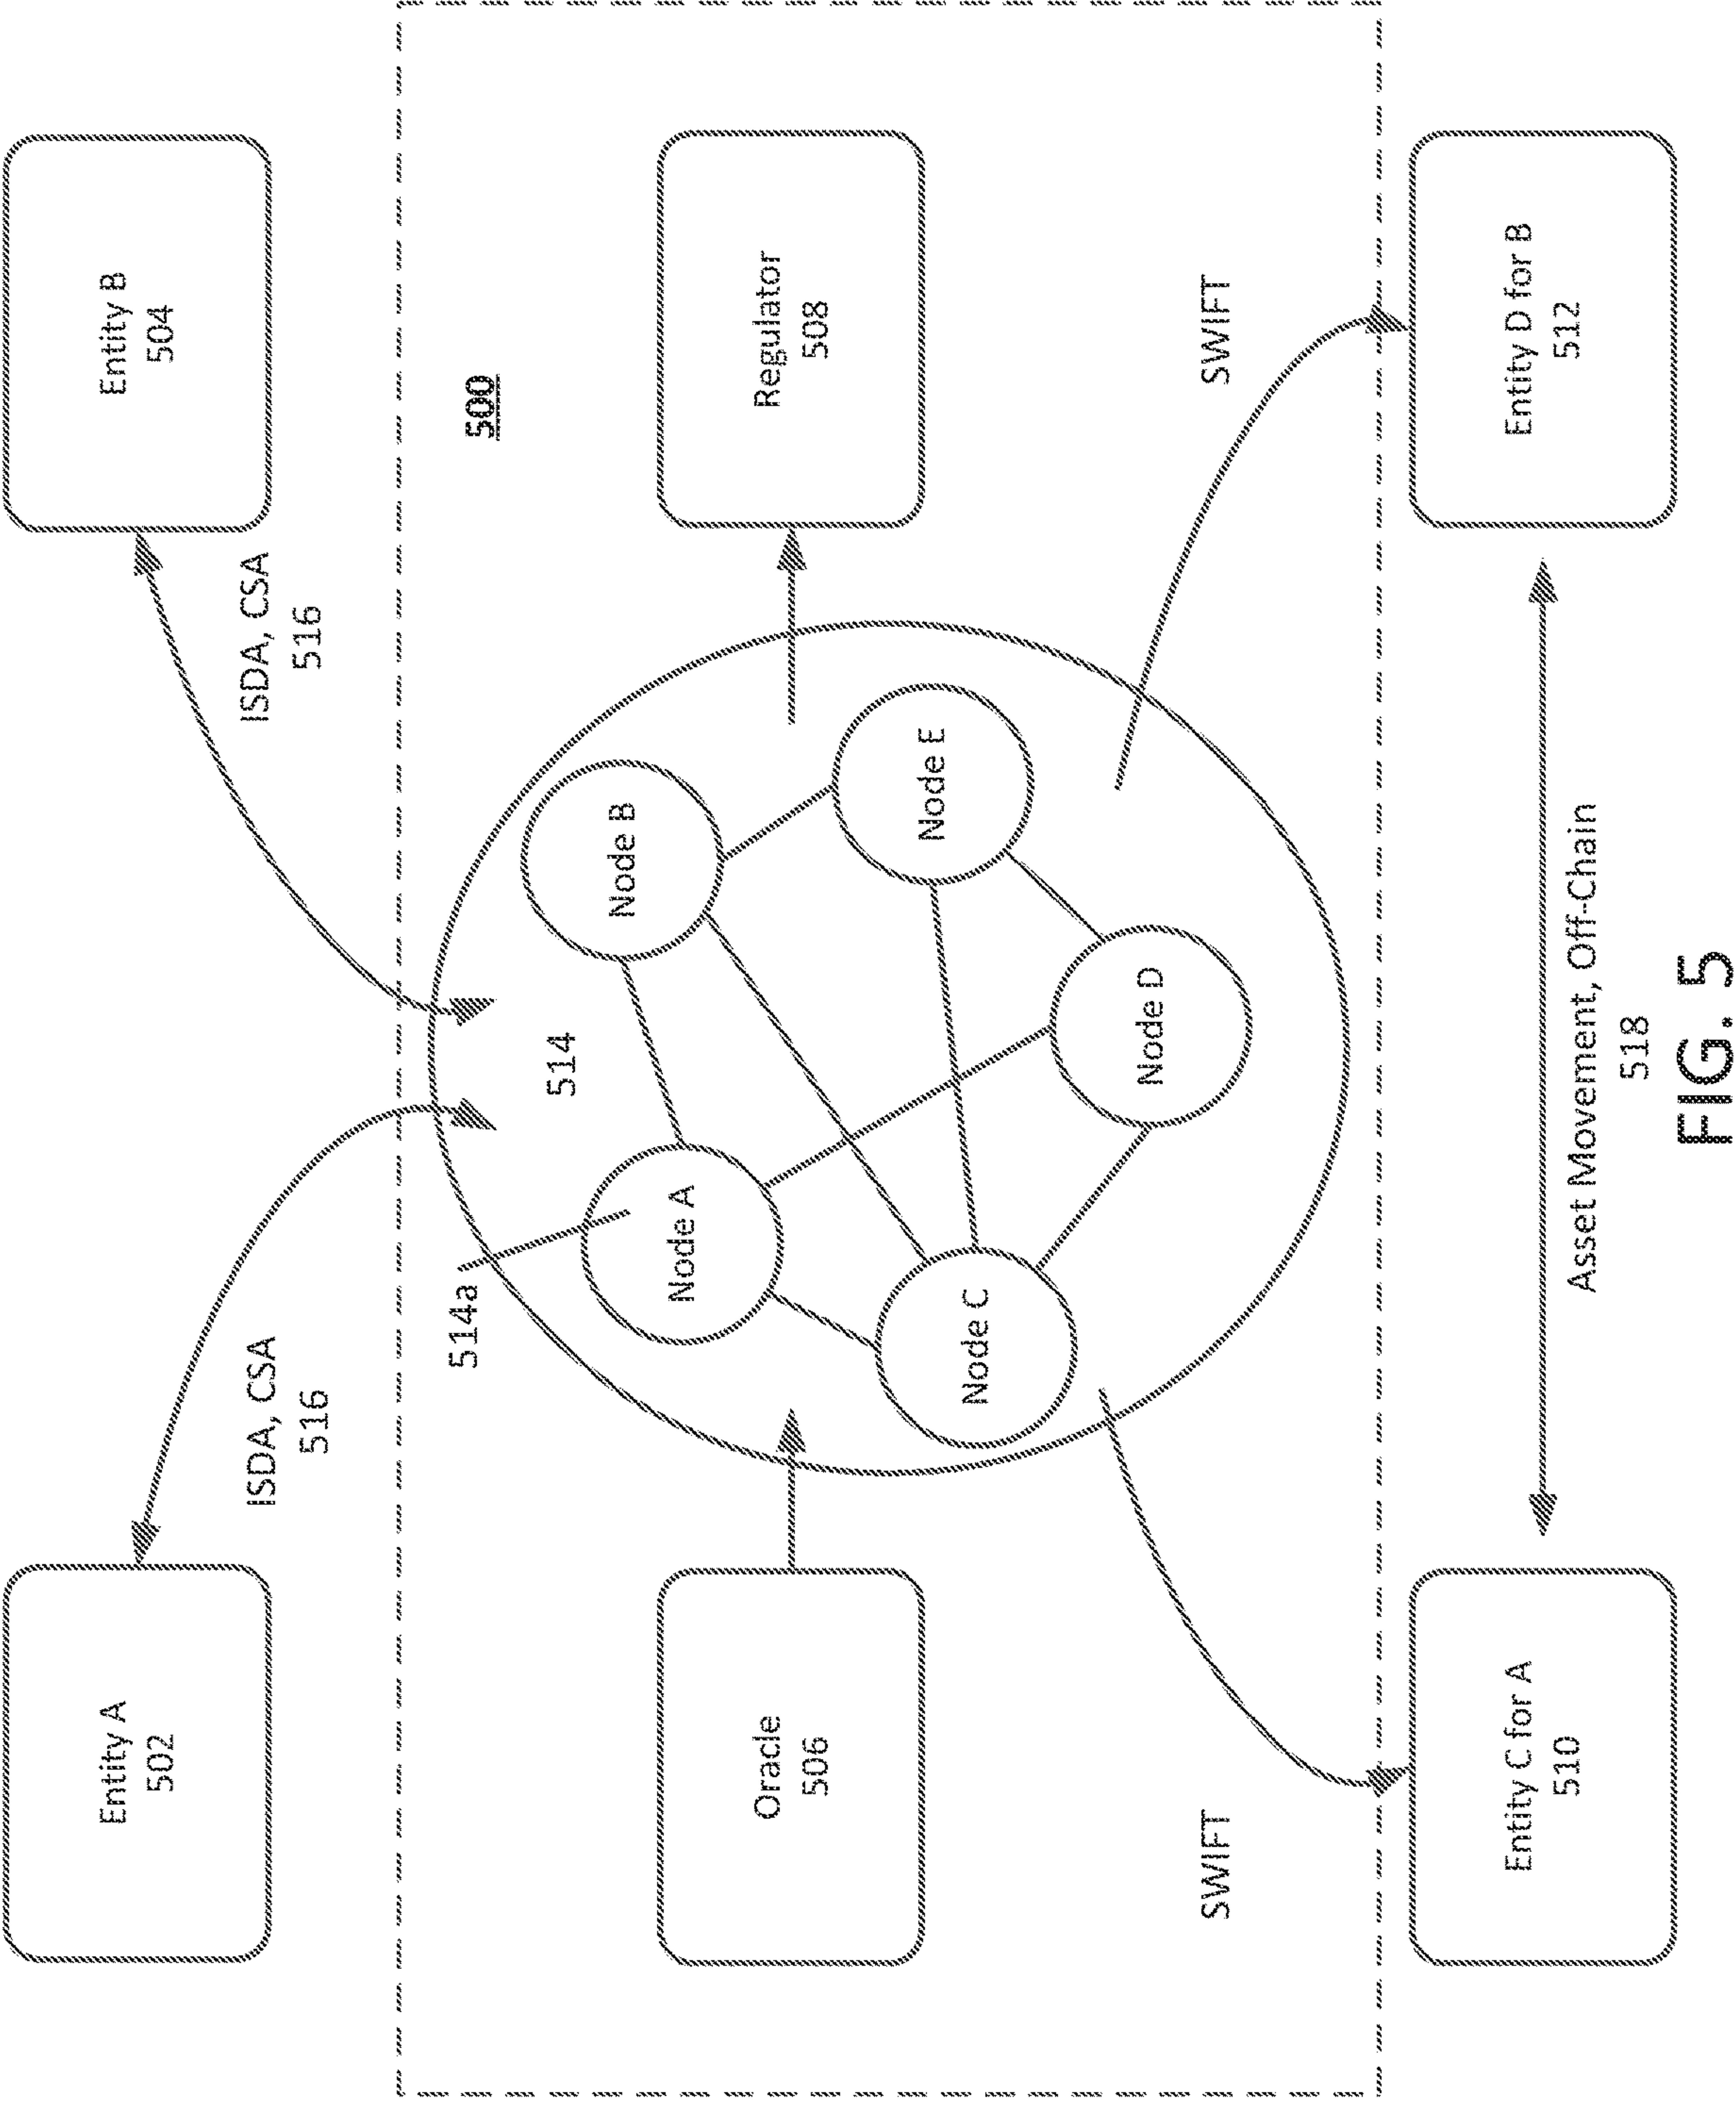 Entity A
502
Entity B
504
ISDA, CSA
516
ISDA, CSA
516
500
514a
514
Node A
Node B
Node C
Node E
Node D
Oracle
506
Regulator
508
SWIFT
SWIFT
Entity C for A
510
Entity D for B
512
Asset Movement, Off-Chain
518
FIG. 5